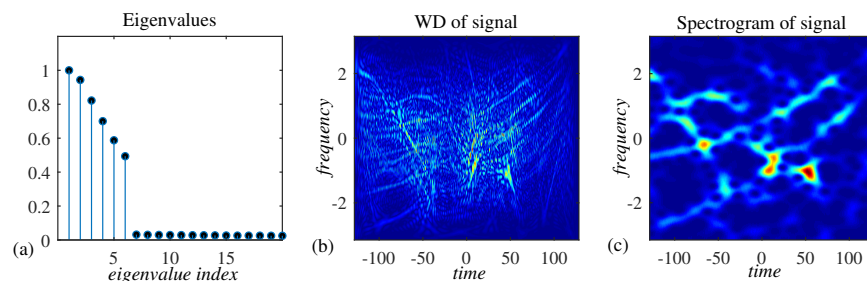 Eigenvalues
1
0.8
0.6
0.4
0.2
0
5 10 15
eigenvalue index
(a)
WD of signal
2
0
-2
frequency
-100 -50 0 50 100
time
(b)
Spectrogram of signal
2
0
-2
frequency
-100 -50 0 50 100
time
(c)